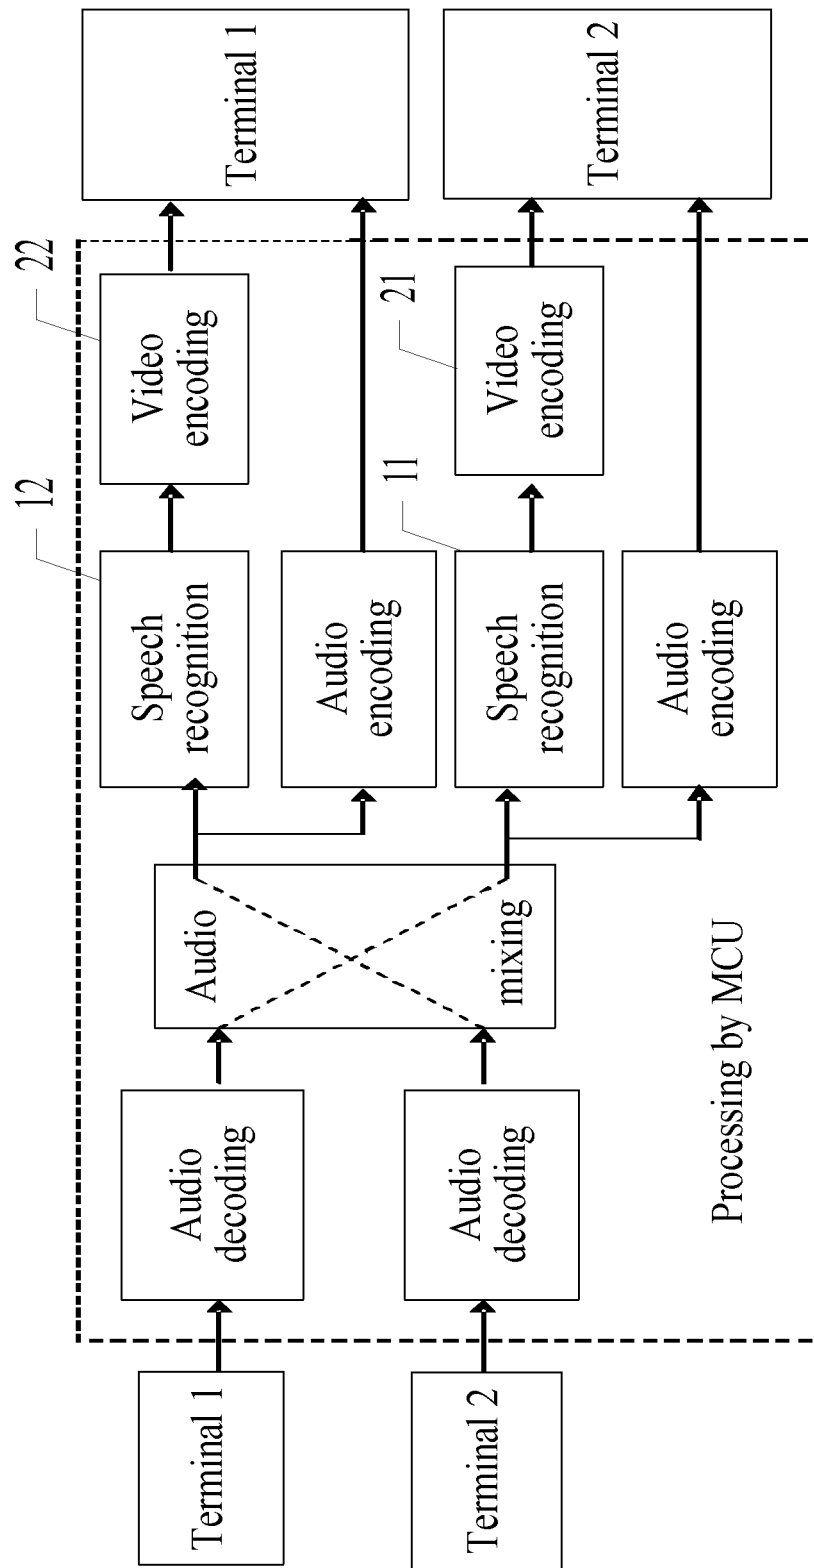 Terminal 1
Terminal 2
Audio
decoding
Audio
decoding
Audio
mixing
Speech
recognition
12
Audio
encoding
Speech
recognition
11
Audio
encoding
Video
encoding
22
Video
encoding
21
Terminal 1
Terminal 2
Processing by MCU